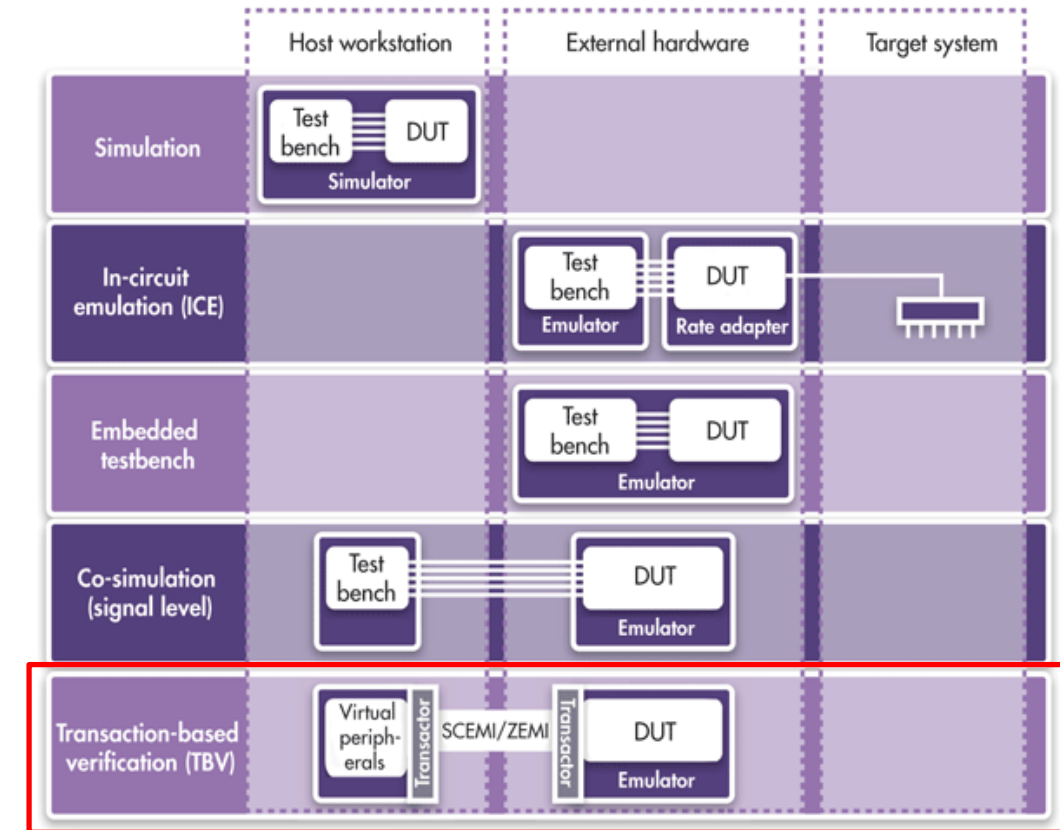 Host workstation
External hardware
Target system
Simulation
Test
bench
DUT
Simulator
In-circuit
emulation (ICE)
Test
bench
Emulator
DUT
Rate adapter
Embedded
testbench
Test
bench
DUT
Emulator
Co-simulation
(signal level)
Test
bench
DUT
Emulator
Transaction-based
verification (TBV)
Virtual
periph-
erals
Transactor
SCEMI/ZEMI
Transactor
DUT
Emulator